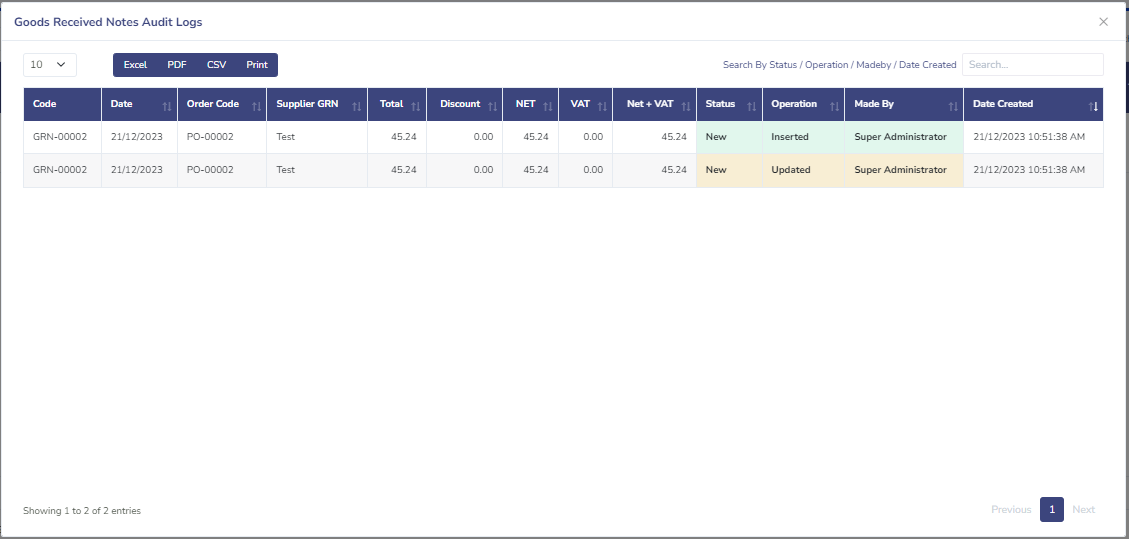 Goods Received Notes Audit Logs
10 Excel PDF CSV Print Search By Status / Operation / Madeby / Date Created Search...
Code Date Order Code Supplier GRN Total Discount NET VAT Net + VAT Status Operation Made By Date Created
GRN-00002 21/12/2023 PO-00002 Test 45.24 0.00 45.24 0.00 45.24 New Inserted Super Administrator 21/12/2023 10:51:38 AM
GRN-00002 21/12/2023 PO-00002 Test 45.24 0.00 45.24 0.00 45.24 New Updated Super Administrator 21/12/2023 10:51:38 AM
Showing 1 to 2 of 2 entries Previous 1 Next